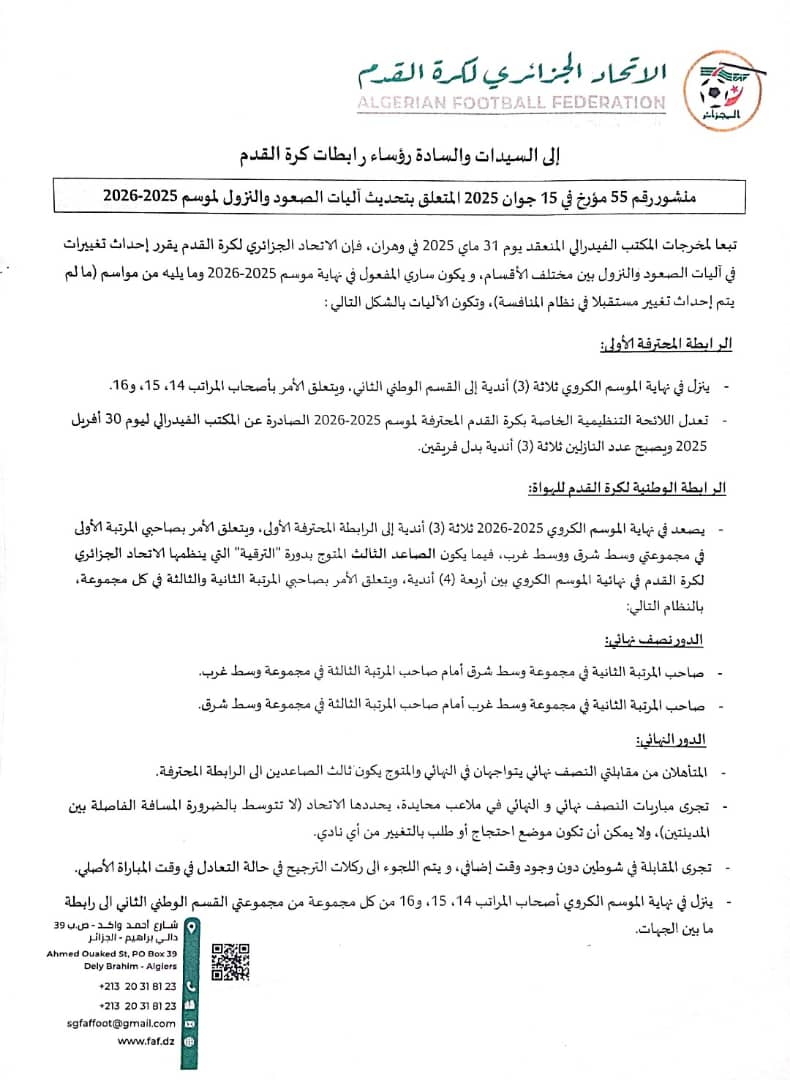 الاتحاد الجزائري لكرة القدم
ALGERIAN FOOTBALL FEDERATION
FAF
الجزائر
إلى السيدات والسادة رؤساء رابطات كرة القدم
منشور رقم 55 مؤرخ في 15 جوان 2025 المتعلق بتحديث آليات الصعود والنزول لموسم 2025-2026
تبعا لمخرجات المكتب الفيدرالي المنعقد يوم 31 ماي 2025 في وهران، فإن الاتحاد الجزائري لكرة القدم يقرر إحداث تغييرات
في آليات الصعود والنزول بين مختلف الأقسام، و يكون ساري المفعول في نهاية موسم 2025-2026 وما يليه من مواسم (ما لم
يتم إحداث تغيير مستقبلا في نظام المنافسة)، وتكون الآليات بالشكل التالي :
الرابطة المحترفة الأولى:
- ينزل في نهاية الموسم الكروي ثلاثة (3) أندية إلى القسم الوطني الثاني، ويتعلق الأمر بأصحاب المراتب 14، 15، و16.
- تعدل اللائحة التنظيمية الخاصة بكرة القدم المحترفة لموسم 2025-2026 الصادرة عن المكتب الفيدرالي ليوم 30 أفريل
2025 ويصبح عدد النازلين ثلاثة (3) أندية بدل فريقين.
الرابطة الوطنية لكرة القدم للهواة:
- يصعد في نهاية الموسم الكروي 2025-2026 ثلاثة (3) أندية إلى الرابطة المحترفة الأولى، ويتعلق الأمر بصاحبي المرتبة الأولى
في مجموعتي وسط شرق ووسط غرب، فيما يكون الصاعد الثالث المتوج بدورة "الترقية" التي ينظمها الاتحاد الجزائري
لكرة القدم في نهائية الموسم الكروي بين أربعة (4) أندية، ويتعلق الأمر بصاحبي المرتبة الثانية والثالثة في كل مجموعة،
بالنظام التالي:
الدور نصف نهائي:
- صاحب المرتبة الثانية في مجموعة وسط شرق أمام صاحب المرتبة الثالثة في مجموعة وسط غرب.
- صاحب المرتبة الثانية في مجموعة وسط غرب أمام صاحب المرتبة الثالثة في مجموعة وسط شرق.
الدور النهائي:
- المتأهلان من مقابلتي النصف نهائي يتواجهان في النهائي والمتوج يكون ثالث الصاعدين الى الرابطة المحترفة.
- تجرى مباريات النصف نهائي و النهائي في ملاعب محايدة، يحددها الاتحاد (لا تتوسط بالضرورة المسافة الفاصلة بين
المدينتين)، ولا يمكن أن تكون موضع احتجاج أو طلب بالتغيير من أي نادي.
- تجرى المقابلة في شوطين دون وجود وقت إضافي، و يتم اللجوء الى ركلات الترجيح في حالة التعادل في وقت المباراة الأصلي.
- ينزل في نهاية الموسم الكروي أصحاب المراتب 14، 15، و16 من كل مجموعة من مجموعتي القسم الوطني الثاني الى رابطة
ما بين الجهات.
شارع أحمد واكد - ص.ب 39
دالي براهيم - الجزائر
Ahmed Ouaked St, PO Box 39
Dely Brahim - Algiers
+213 20 31 81 23
+213 20 31 81 23
sgfaffoot@gmail.com
www.faf.dz